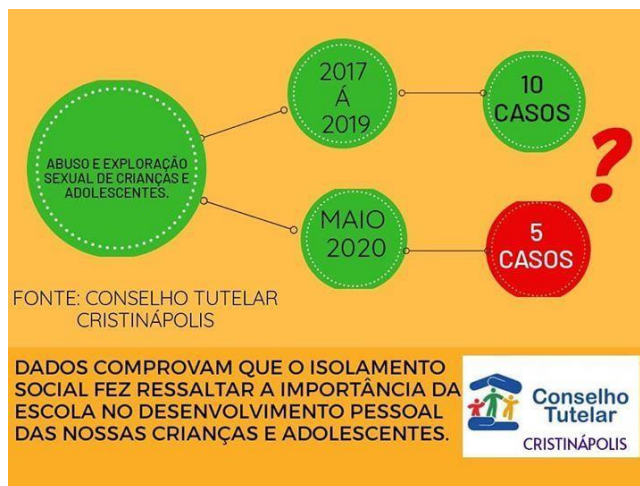 ABUSO E EXPLORAÇÃO
SEXUAL DE CRIANÇAS E
ADOLESCENTES.
2017
Á
2019
10
CASOS
?
MAIO
2020
5
CASOS
FONTE: CONSELHO TUTELAR
CRISTINÁPOLIS
DADOS COMPROVAM QUE O ISOLAMENTO
SOCIAL FEZ RESSALTAR A IMPORTÂNCIA DA
ESCOLA NO DESENVOLVIMENTO PESSOAL
DAS NOSSAS CRIANÇAS E ADOLESCENTES.
Conselho
Tutelar
CRISTINÁPOLIS